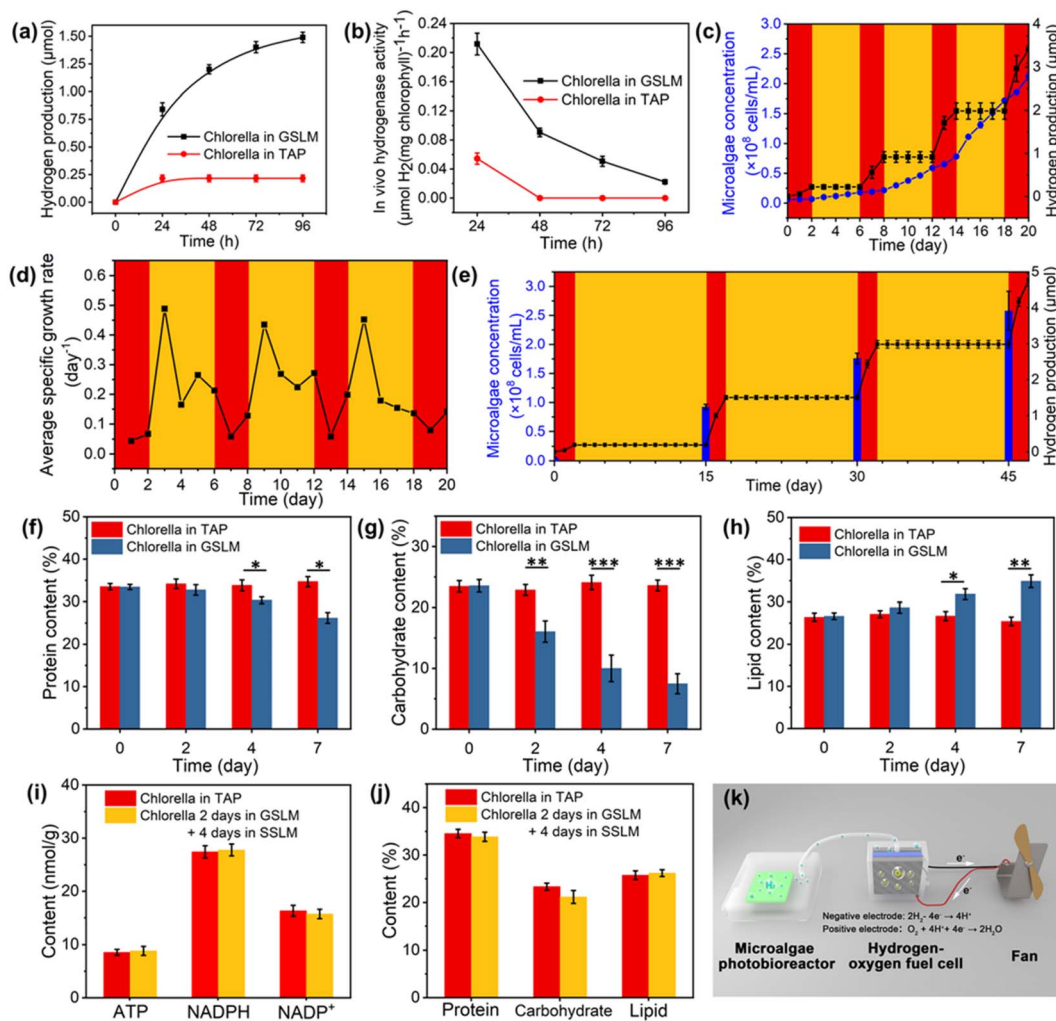 (a)
Hydrogen production (µmol)
1.50
1.25
1.00
0.75
0.50
0.25
0.00
Chlorella in GSLM
Chlorella in TAP
0 24 48 72 96
Time (h)
(b)
In vivo hydrogenase activity
(µmol H2(mg chlorophyll)-1h-1)
0.24
0.20
0.16
0.12
0.08
0.04
0.00
Chlorella in GSLM
Chlorella in TAP
24 48 72 96
Time (h)
(c)
Microalgae concentration
(×10⁸ cells/mL)
3.0
2.5
2.0
1.5
1.0
0.5
0.0
Hydrogen production (µmol)
4
3
2
1
0
0 2 4 6 8 10 12 14 16 18 20
Time (day)
(d)
Average specific growth rate
(day-1)
0.6
0.5
0.4
0.3
0.2
0.1
0.0
0 2 4 6 8 10 12 14 16 18 20
Time (day)
(e)
Microalgae concentration
(×10⁸ cells/mL)
3.0
2.5
2.0
1.5
1.0
0.5
0.0
Hydrogen production (µmol)
5
4
3
2
1
0
0 15 30 45
Time (day)
(f)
Protein content (%)
50
40
30
20
10
0
Chlorella in TAP
Chlorella in GSLM
* *
0 2 4 7
Time (day)
(g)
Carbohydrate content (%)
30
20
10
0
Chlorella in TAP
Chlorella in GSLM
** *** ***
0 2 4 7
Time (day)
(h)
Lipid content (%)
50
40
30
20
10
0
Chlorella in TAP
Chlorella in GSLM
* **
0 2 4 7
Time (day)
(i)
Content (nmol/g)
40
30
20
10
0
Chlorella in TAP
Chlorella 2 days in GSLM
+ 4 days in SSLM
ATP NADPH NADP+
(j)
Content (%)
40
30
20
10
0
Chlorella in TAP
Chlorella 2 days in GSLM
+ 4 days in SSLM
Protein Carbohydrate Lipid
(k)
H₂
e-
e-
Negative electrode: 2H₂- 4e- → 4H+
Positive electrode: O₂ + 4H+ + 4e- → 2H₂O
Microalgae
photobioreactor
Hydrogen-
oxygen fuel cell
Fan